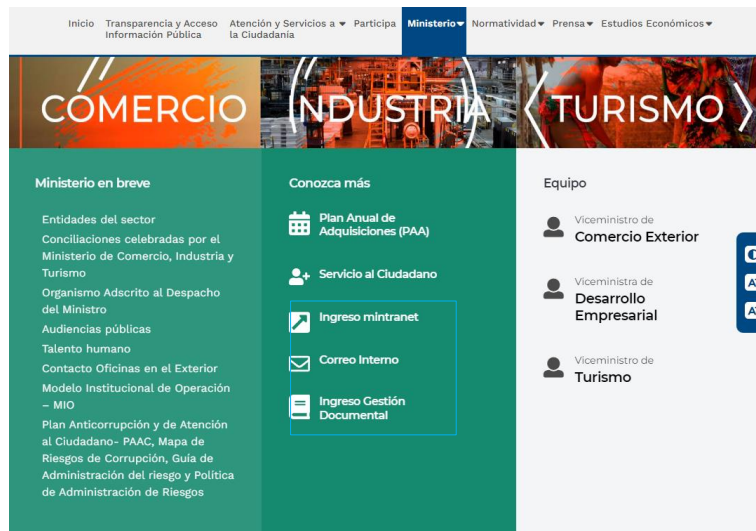 Inicio
Transparencia y Acceso
Información Pública
Atención y Servicios a
la Ciudadanía
Participa
Ministerio
Normatividad
Prensa
Estudios Económicos
COMERCIO
INDUSTRIA
TURISMO
Ministerio en breve
Entidades del sector
Conciliaciones celebradas por el
Ministerio de Comercio, Industria y
Turismo
Organismo Adscrito al Despacho
del Ministro
Audiencias públicas
Talento humano
Contacto Oficinas en el Exterior
Modelo Institucional de Operación
– MIO
Plan Anticorrupción y de Atención
al Ciudadano- PAAC, Mapa de
Riesgos de Corrupción, Guía de
Administración del riesgo y Política
de Administración de Riesgos
Conozca más
Plan Anual de
Adquisiciones (PAA)
Servicio al Ciudadano
Ingreso mintranet
Correo Interno
Ingreso Gestión
Documental
Equipo
Viceministro de
Comercio Exterior
Viceministra de
Desarrollo
Empresarial
Viceministro de
Turismo